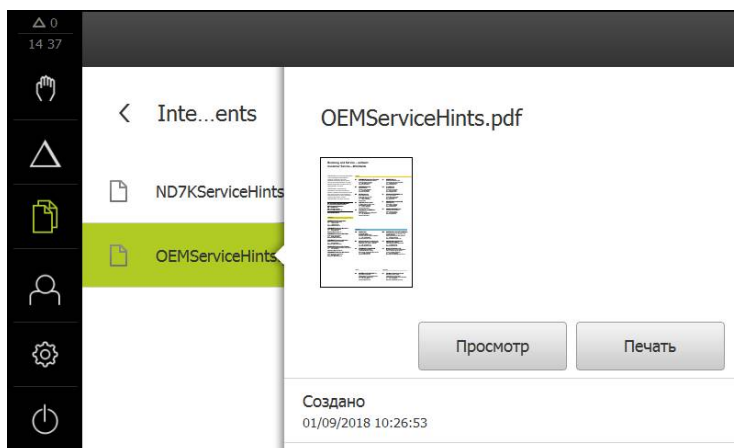 0
14 37
Inte...ents
OEMServiceHints.pdf
ND7KServiceHints
OEMServiceHints.
Просмотр
Печать
Создано
01/09/2018 10:26:53